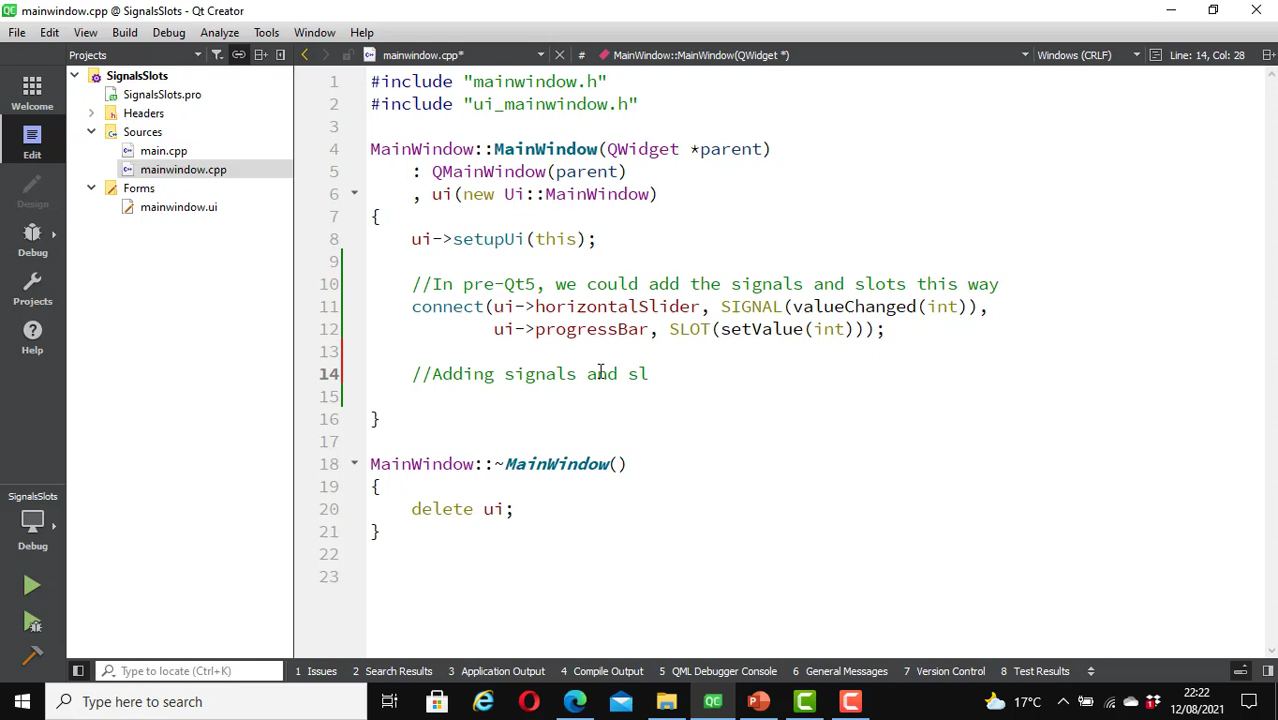 mainwindow.cpp @ SignalsSlots - Qt Creator
File Edit View Build Debug Analyze Tools Window Help
Projects mainwindow.cpp* # MainWindow::MainWindow(QWidget *) Windows (CRLF) Line: 14, Col: 28
Welcome
Edit
Design
Debug
Projects
Help
SignalsSlots
Debug
SignalsSlots
SignalsSlots.pro
Headers
Sources
main.cpp
mainwindow.cpp
Forms
mainwindow.ui
1 #include "mainwindow.h"
2 #include "ui_mainwindow.h"
3
4 MainWindow::MainWindow(QWidget *parent)
5 : QMainWindow(parent)
6 , ui(new Ui::MainWindow)
7 {
8 ui->setupUi(this);
9
10 //In pre-Qt5, we could add the signals and slots this way
11 connect(ui->horizontalSlider, SIGNAL(valueChanged(int)),
12 ui->progressBar, SLOT(setValue(int)));
13
14 //Adding signals and sl
15
16 }
17
18 MainWindow::~MainWindow()
19 {
20 delete ui;
21 }
22
23
Type to locate (Ctrl+K) 1 Issues 2 Search Results 3 Application Output 4 Compile Output 5 QML Debugger Console 6 General Messages 7 Version Control 8 Test Results
Type here to search 17°C 22:22
12/08/2021